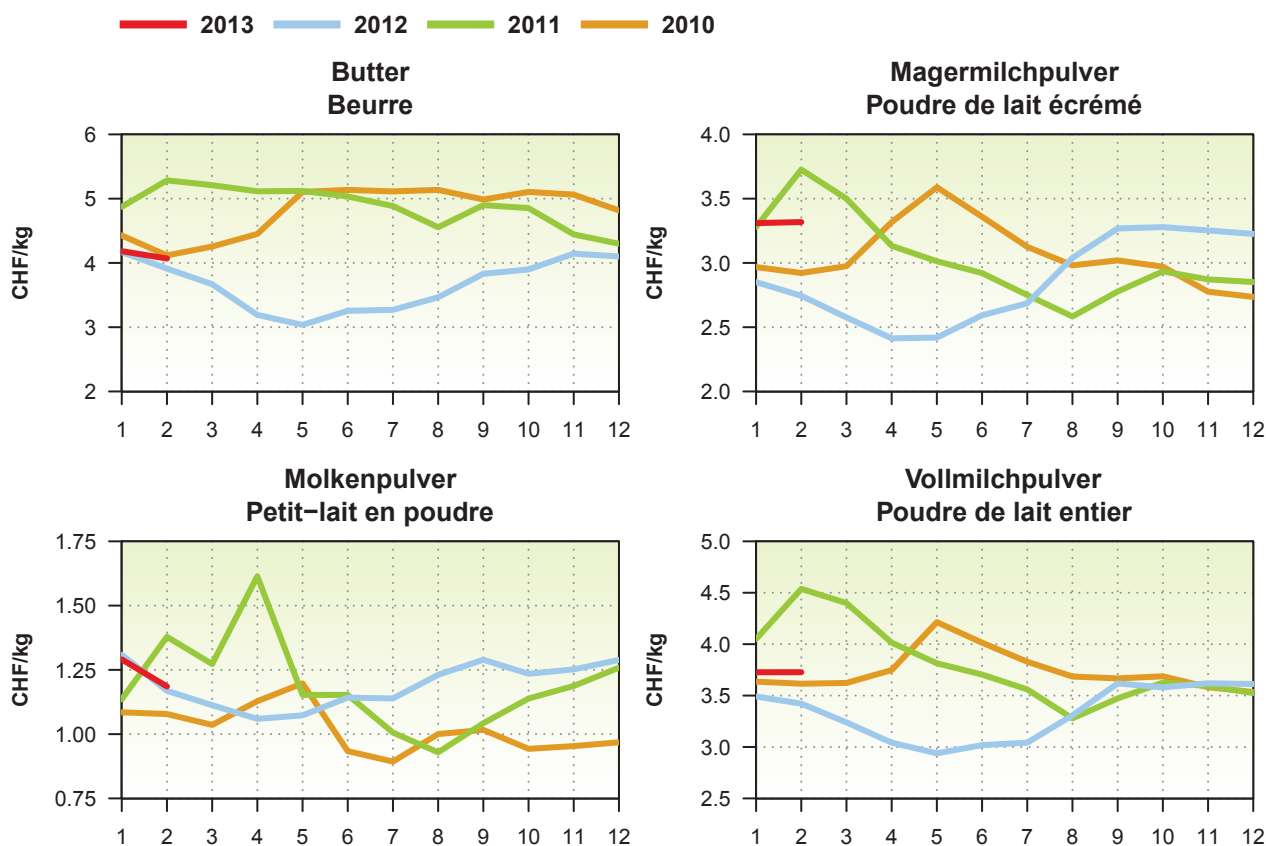 2013 2012 2011 2010
Butter
Beurre
CHF/kg
6
5
4
3
2
1 2 3 4 5 6 7 8 9 10 11 12
Magermilchpulver
Poudre de lait écrémé
CHF/kg
4.0
3.5
3.0
2.5
2.0
1 2 3 4 5 6 7 8 9 10 11 12
Molkenpulver
Petit−lait en poudre
CHF/kg
1.75
1.50
1.25
1.00
0.75
1 2 3 4 5 6 7 8 9 10 11 12
Vollmilchpulver
Poudre de lait entier
CHF/kg
5.0
4.5
4.0
3.5
3.0
2.5
1 2 3 4 5 6 7 8 9 10 11 12